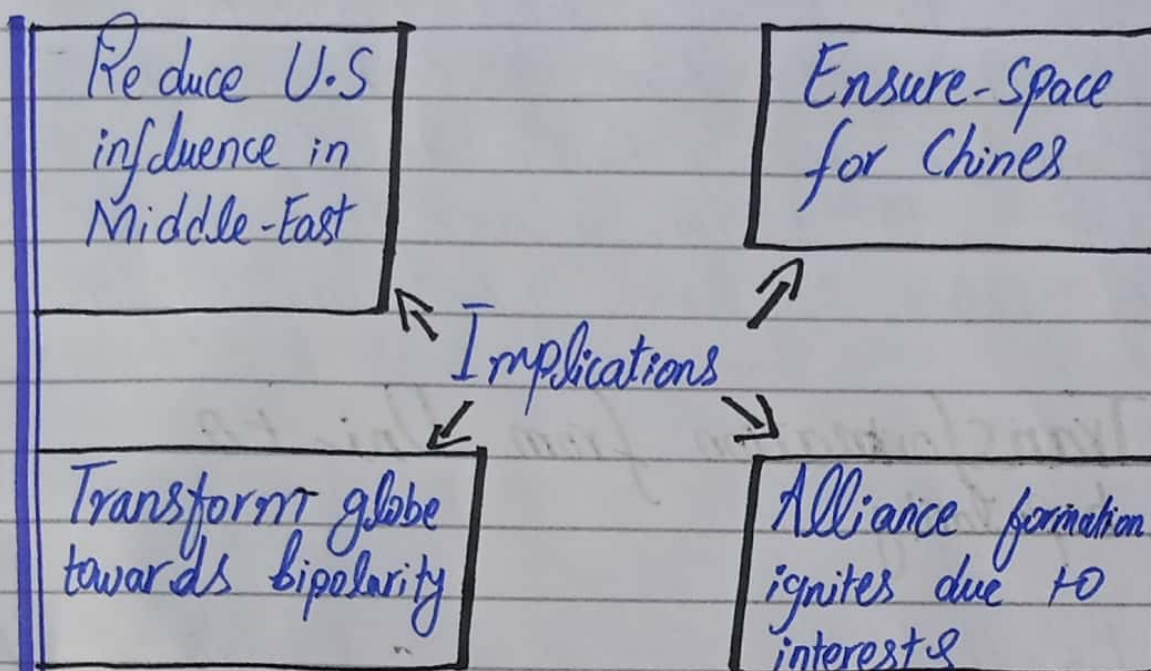 Reduce U.S
influence in
Middle-East
Ensure-Space
for Chines
Implications
Transform globe
towards bipolarity
Alliance formation
ignites due to
interests